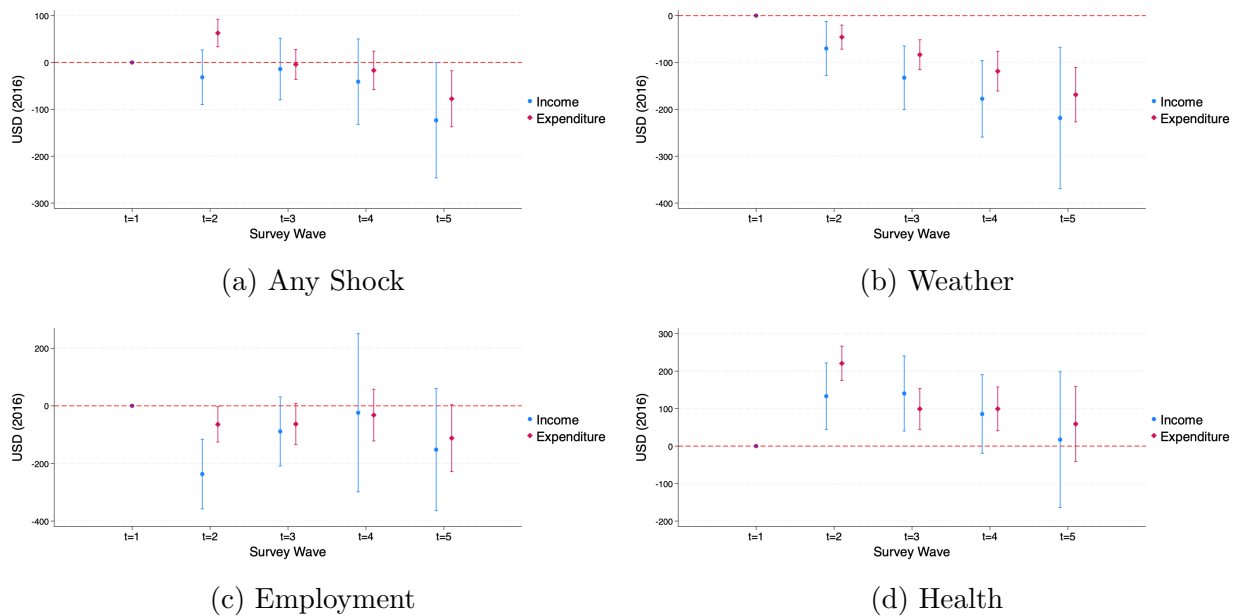 100
0
-100
-200
-300
USD (2016)
t=1 t=2 t=3 t=4 t=5
Survey Wave
Income
Expenditure
(a) Any Shock
0
-100
-200
-300
-400
USD (2016)
t=1 t=2 t=3 t=4 t=5
Survey Wave
Income
Expenditure
(b) Weather
200
0
-200
-400
USD (2016)
t=1 t=2 t=3 t=4 t=5
Survey Wave
Income
Expenditure
(c) Employment
300
200
100
0
-100
-200
USD (2016)
t=1 t=2 t=3 t=4 t=5
Survey Wave
Income
Expenditure
(d) Health